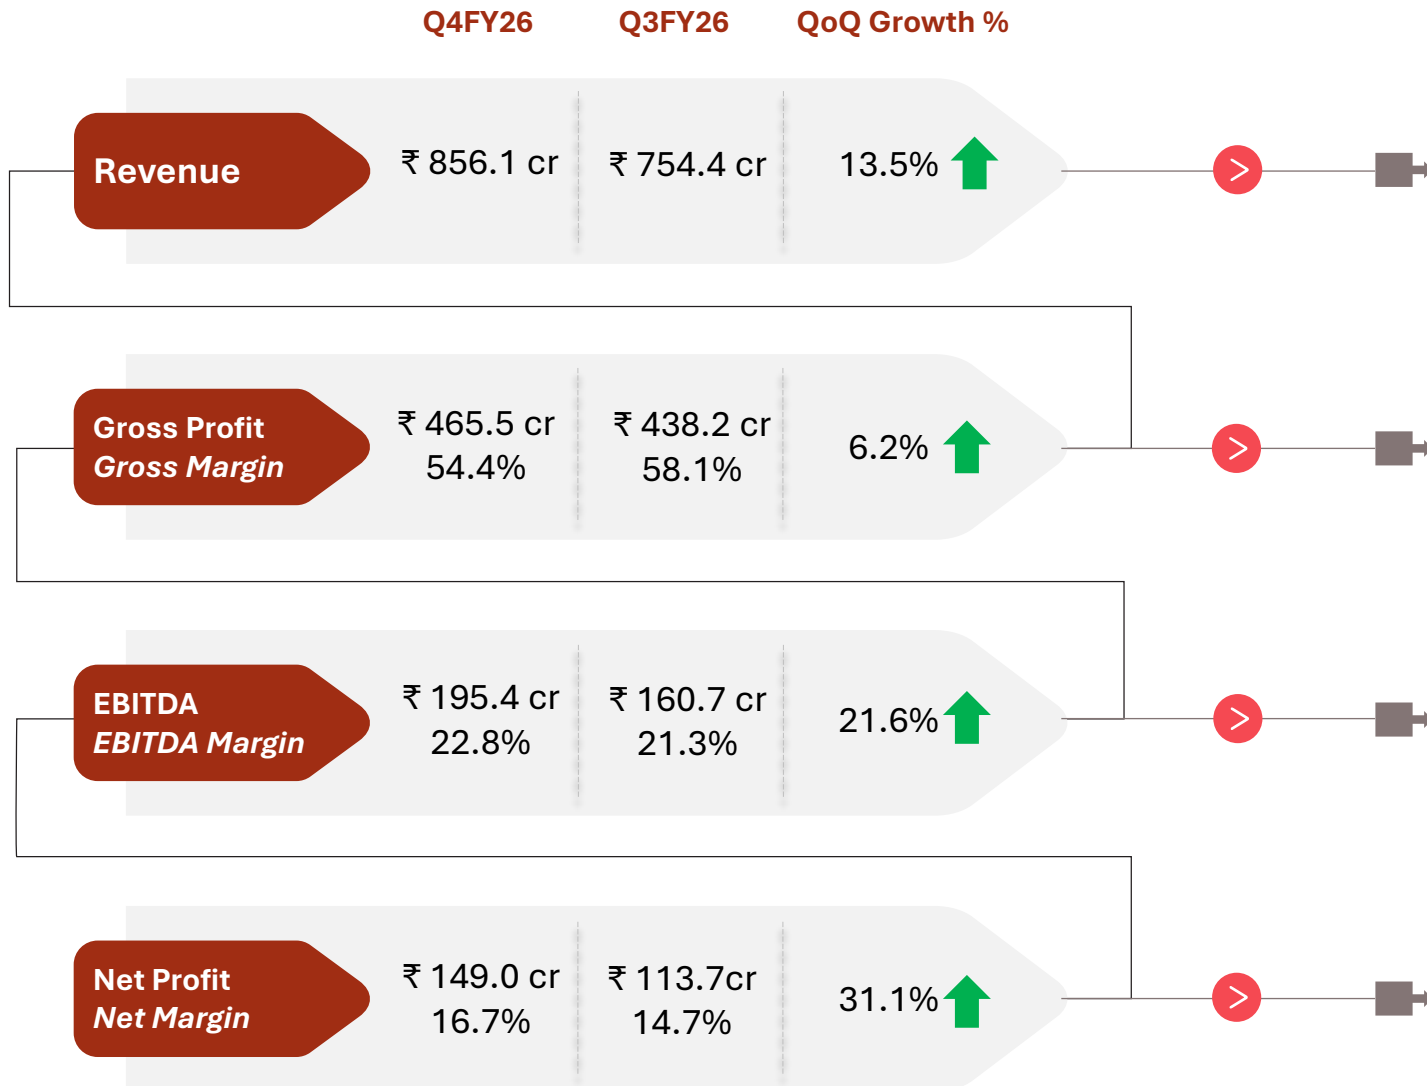 Q4FY26 Q3FY26 QoQ Growth %
Revenue ₹ 856.1 cr ₹ 754.4 cr 13.5%
Gross Profit ₹ 465.5 cr ₹ 438.2 cr 6.2%
Gross Margin 54.4% 58.1%
EBITDA ₹ 195.4 cr ₹ 160.7 cr 21.6%
EBITDA Margin 22.8% 21.3%
Net Profit ₹ 149.0 cr ₹ 113.7cr 31.1%
Net Margin 16.7% 14.7%